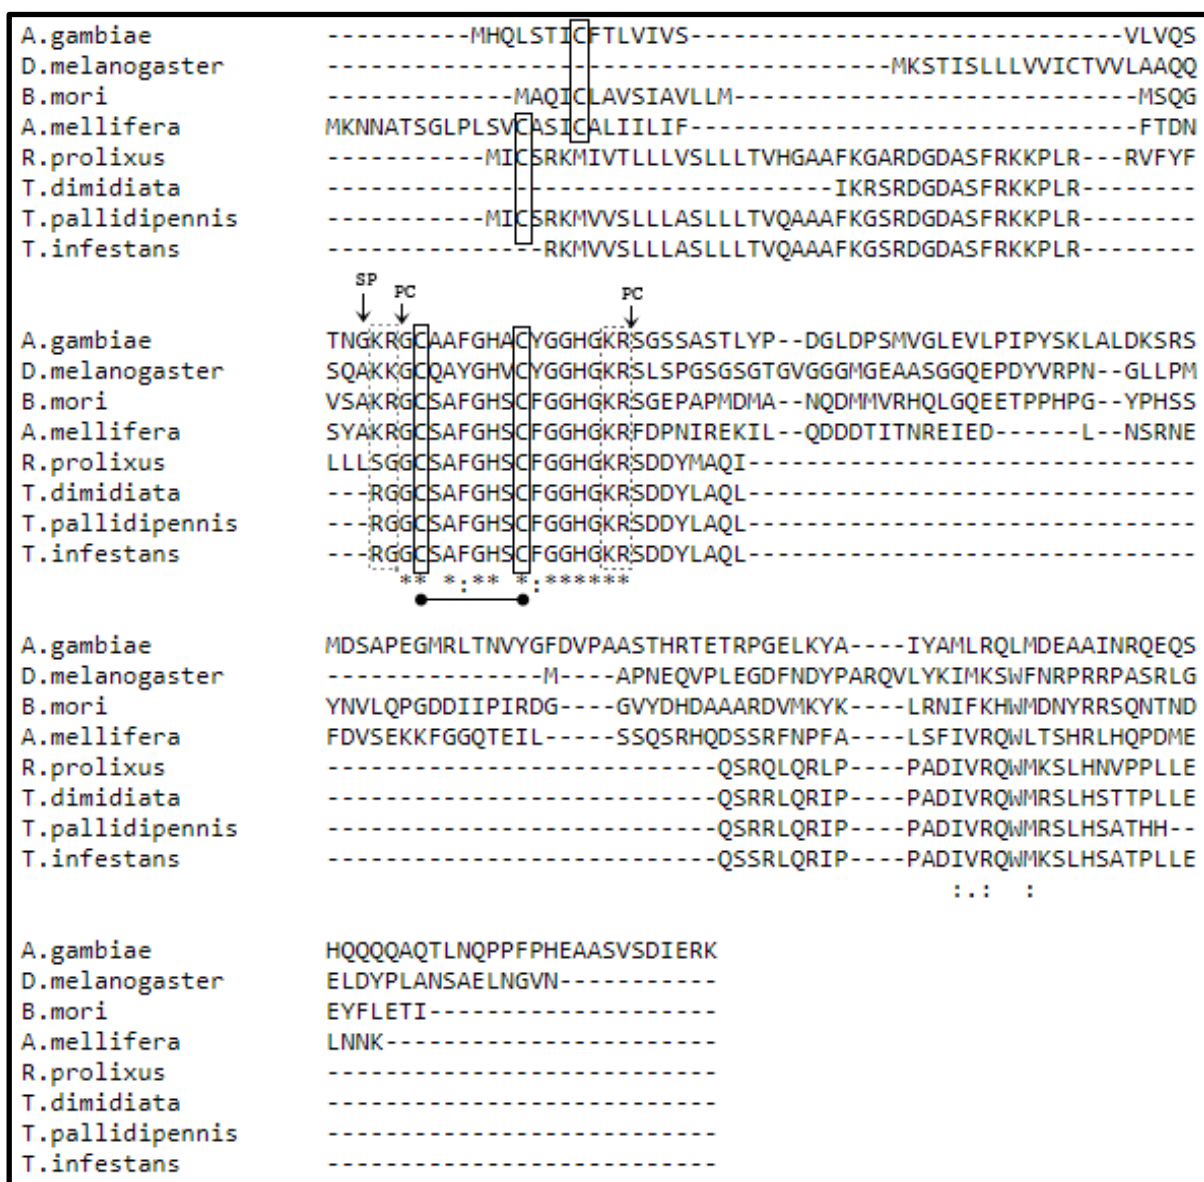 A.gambiae ----------MHQLSTICFTLVIVS------------------------------VLVQS
D.melanogaster ---------------------------------------MKSTISLLLVVICTVVLAAQQ
B.mori -------------MAQICLAVSIAVLLM----------------------------MSQG
A.mellifera MKNNATSGLPLSVCASICALIILIF-------------------------------FTDN
R.prolixus -----------MICSRKMIVTLLLVSLLLTVHGAAFKGARDGDASFRKKPLR---RVFYF
T.dimidiata -----------------------------------IKRSRDGDASFRKKPLR--------
T.pallidipennis -----------MICSRKMVVSLLLASLLLTVQAAAFKGSRDGDASFRKKPLR--------
T.infestans ---------------RKMVVSLLLASLLLTVQAAAFKGSRDGDASFRKKPLR--------
SP PC PC
A.gambiae TNGKRGCAAFGHACYGGHGKRSGSSASTLYP--DGLDPSMVGLEVLPIPYSKLALDKSRS
D.melanogaster SQAKKGCQAYGHVCYGGHGKRSLSPGSGSGTGVGGGMGEAASGGQEPDYVRPN--GLLPM
B.mori VSAKRGCSAFGHSCFGGHGKRSGEPAPMDMA--NQDMMVRHQLGQEETPPHPG--YPHSS
A.mellifera SYAKRGCSAFGHSCFGGHGKRFDPNIREKIL--QDDDTITNREIED------L--NSRNE
R.prolixus LLLSGGCSAFGHSCFGGHGKRSDDYMAQI-------------------------------
T.dimidiata ---RGGCSAFGHSCFGGHGKRSDDYLAQL-------------------------------
T.pallidipennis ---RGGCSAFGHSCFGGHGKRSDDYLAQL-------------------------------
T.infestans ---RGGCSAFGHSCFGGHGKRSDDYLAQL-------------------------------
** *:** *:******
A.gambiae MDSAPEGMRLTNVYGFDVPAASTHRTETRPGELKYA----IYAMLRQLMDEAAINRQEQS
D.melanogaster ---------------M----APNEQVPLEGDFNDYPARQVLYKIMKSWFNRPRRPASRLG
B.mori YNVLQPGDDIIPIRDG----GVYDHDAAARDVMKYK----LRNIFKHWMDNYRRSQNTND
A.mellifera FDVSEKKFGGQTEIL-----SSQSRHQDSSRFNPFA----LSFIVRQWLTSHRLHQPDME
R.prolixus ---------------------------QSRQLQRLP----PADIVRQWMKSLHNVPPLLE
T.dimidiata ---------------------------QSRRLQRIP----PADIVRQWMRSLHSTTPLLE
T.pallidipennis ---------------------------QSRRLQRIP----PADIVRQWMRSLHSATHH--
T.infestans ---------------------------QSSRLQRIP----PADIVRQWMKSLHSATPLLE
:.: :
A.gambiae HQQQQAQTLNQPPFPHEAASVSDIERK
D.melanogaster ELDYPLANSAELNGVN-----------
B.mori EYFLETI--------------------
A.mellifera LNNK-----------------------
R.prolixus ---------------------------
T.dimidiata ---------------------------
T.pallidipennis ---------------------------
T.infestans ---------------------------